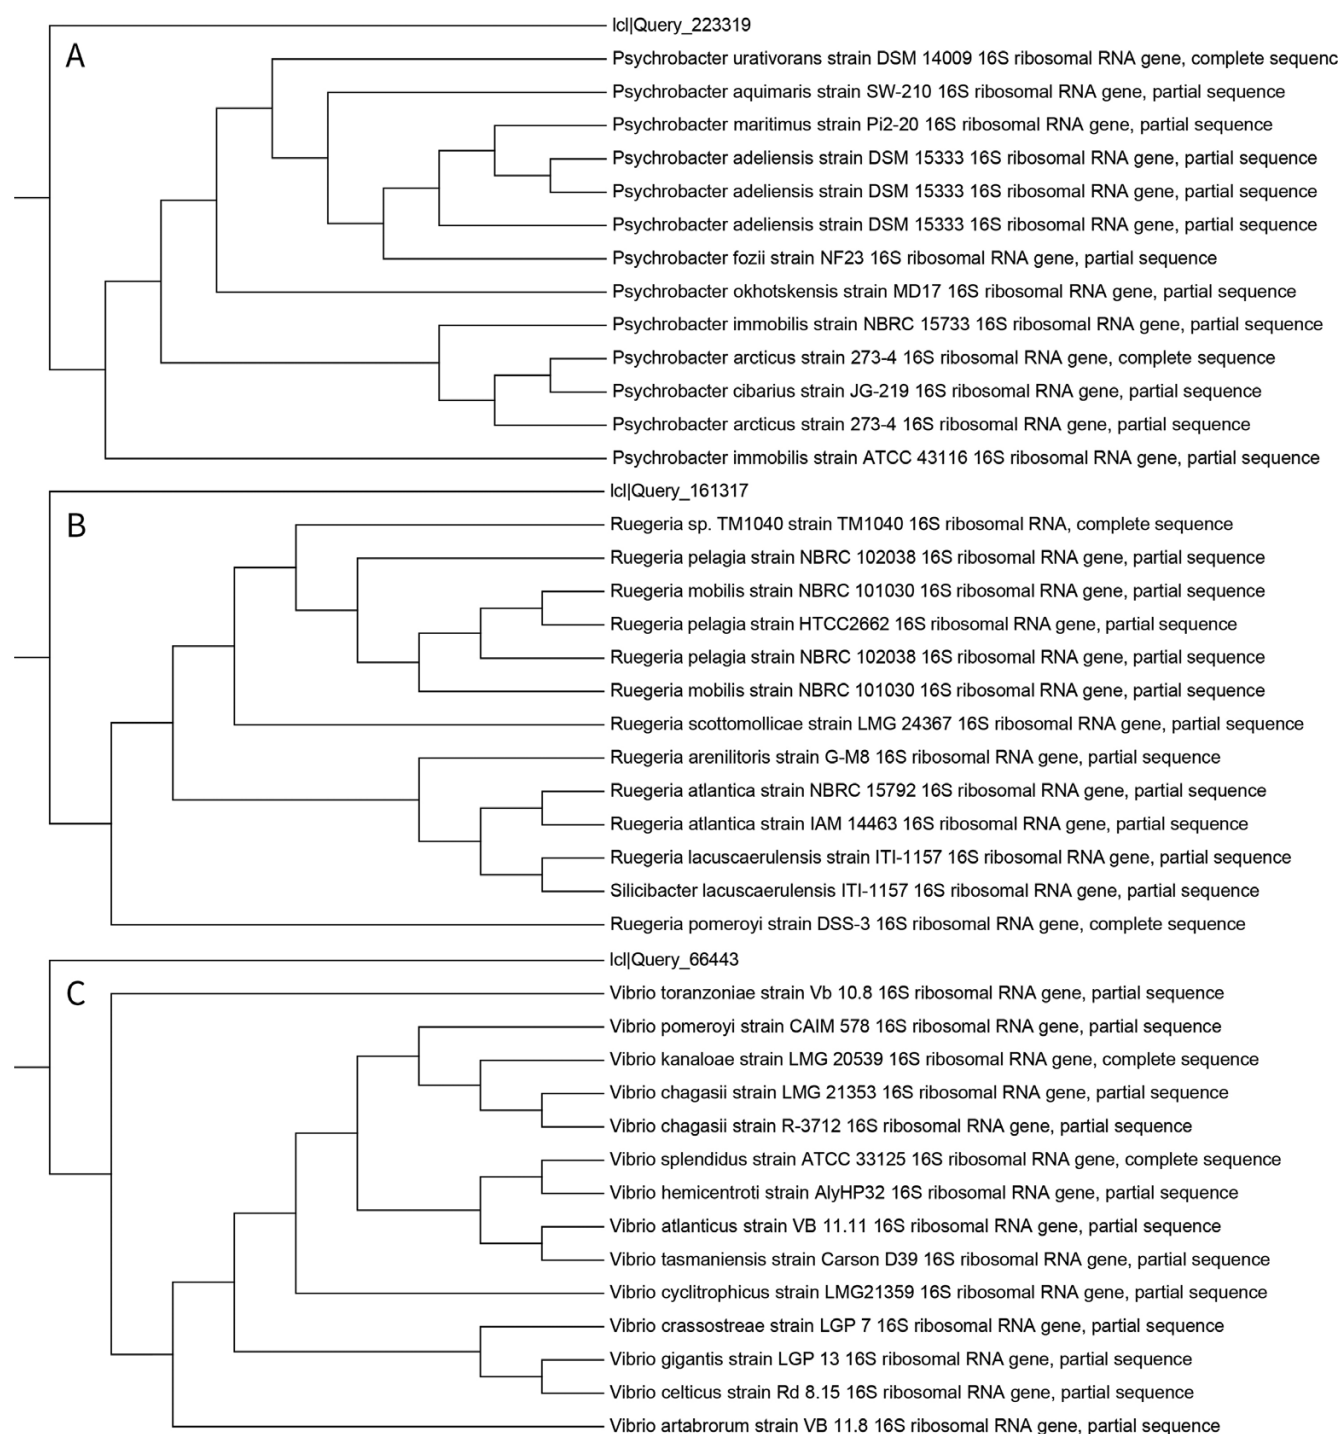 lcl|Query_223319
A
Psychrobacter urativorans strain DSM 14009 16S ribosomal RNA gene, complete sequenc
Psychrobacter aquimaris strain SW-210 16S ribosomal RNA gene, partial sequence
Psychrobacter maritimus strain Pi2-20 16S ribosomal RNA gene, partial sequence
Psychrobacter adeliensis strain DSM 15333 16S ribosomal RNA gene, partial sequence
Psychrobacter adeliensis strain DSM 15333 16S ribosomal RNA gene, partial sequence
Psychrobacter adeliensis strain DSM 15333 16S ribosomal RNA gene, partial sequence
Psychrobacter fozii strain NF23 16S ribosomal RNA gene, partial sequence
Psychrobacter okhotskensis strain MD17 16S ribosomal RNA gene, partial sequence
Psychrobacter immobilis strain NBRC 15733 16S ribosomal RNA gene, partial sequence
Psychrobacter arcticus strain 273-4 16S ribosomal RNA gene, complete sequence
Psychrobacter cibarius strain JG-219 16S ribosomal RNA gene, partial sequence
Psychrobacter arcticus strain 273-4 16S ribosomal RNA gene, partial sequence
Psychrobacter immobilis strain ATCC 43116 16S ribosomal RNA gene, partial sequence
lcl|Query_161317
B
Ruegeria sp. TM1040 strain TM1040 16S ribosomal RNA, complete sequence
Ruegeria pelagia strain NBRC 102038 16S ribosomal RNA gene, partial sequence
Ruegeria mobilis strain NBRC 101030 16S ribosomal RNA gene, partial sequence
Ruegeria pelagia strain HTCC2662 16S ribosomal RNA gene, partial sequence
Ruegeria pelagia strain NBRC 102038 16S ribosomal RNA gene, partial sequence
Ruegeria mobilis strain NBRC 101030 16S ribosomal RNA gene, partial sequence
Ruegeria scottomollicae strain LMG 24367 16S ribosomal RNA gene, partial sequence
Ruegeria arenilitoris strain G-M8 16S ribosomal RNA gene, partial sequence
Ruegeria atlantica strain NBRC 15792 16S ribosomal RNA gene, partial sequence
Ruegeria atlantica strain IAM 14463 16S ribosomal RNA gene, partial sequence
Ruegeria lacuscaerulensis strain ITI-1157 16S ribosomal RNA gene, partial sequence
Silicibacter lacuscaerulensis ITI-1157 16S ribosomal RNA gene, partial sequence
Ruegeria pomeroyi strain DSS-3 16S ribosomal RNA gene, complete sequence
lcl|Query_66443
C
Vibrio toranzoniae strain Vb 10.8 16S ribosomal RNA gene, partial sequence
Vibrio pomeroyi strain CAIM 578 16S ribosomal RNA gene, partial sequence
Vibrio kanaloae strain LMG 20539 16S ribosomal RNA gene, complete sequence
Vibrio chagasii strain LMG 21353 16S ribosomal RNA gene, partial sequence
Vibrio chagasii strain R-3712 16S ribosomal RNA gene, partial sequence
Vibrio splendidus strain ATCC 33125 16S ribosomal RNA gene, complete sequence
Vibrio hemicentroti strain AlyHP32 16S ribosomal RNA gene, partial sequence
Vibrio atlanticus strain VB 11.11 16S ribosomal RNA gene, partial sequence
Vibrio tasmaniensis strain Carson D39 16S ribosomal RNA gene, partial sequence
Vibrio cyclitrophicus strain LMG21359 16S ribosomal RNA gene, partial sequence
Vibrio crassostreae strain LGP 7 16S ribosomal RNA gene, partial sequence
Vibrio gigantis strain LGP 13 16S ribosomal RNA gene, partial sequence
Vibrio celticus strain Rd 8.15 16S ribosomal RNA gene, partial sequence
Vibrio artabrorum strain VB 11.8 16S ribosomal RNA gene, partial sequence